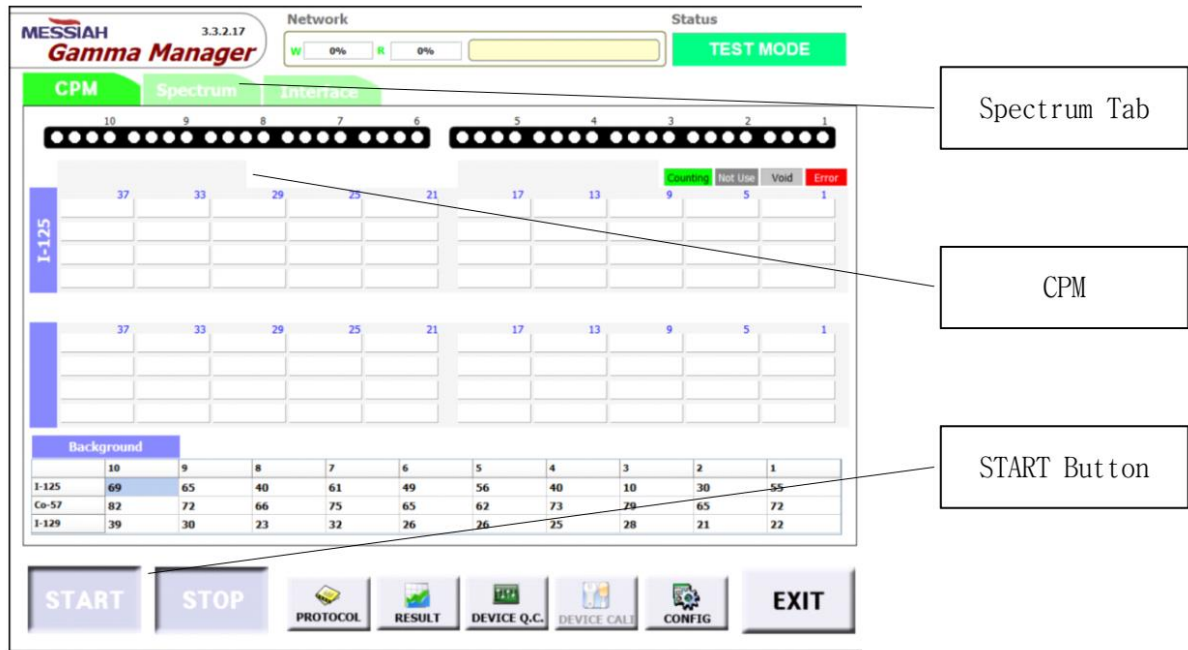 MESSIAH 3.3.2.17
Gamma Manager
Network
W 0% R 0%
Status
TEST MODE
CPM Spectrum Interface
Spectrum Tab
10 9 8 7 6 5 4 3 2 1
Counting Not Use Void Error
I-125
37 33 29 25 21 17 13 9 5 1
CPM
37 33 29 25 21 17 13 9 5 1
Background
10 9 8 7 6 5 4 3 2 1
I-125 69 65 40 61 49 56 40 10 30 55
Co-57 82 72 66 75 65 62 73 79 65 72
I-129 39 30 23 32 26 26 25 28 21 22
START Button
START STOP PROTOCOL RESULT DEVICE Q.C. DEVICE CALI CONFIG EXIT